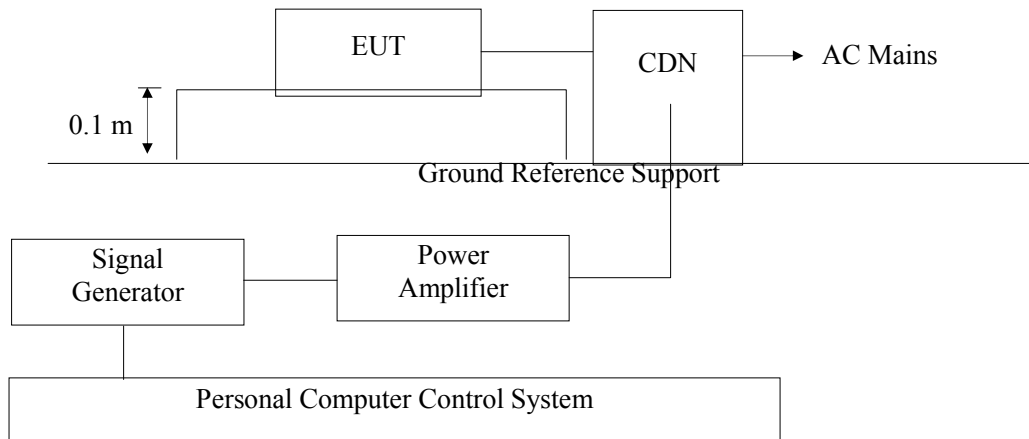 EUT
CDN
AC Mains
0.1 m
Ground Reference Support
Signal
Generator
Power
Amplifier
Personal Computer Control System